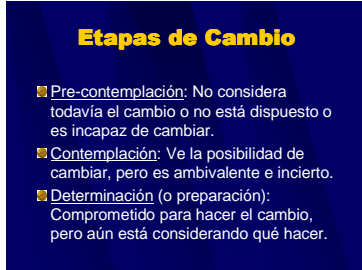 Etapas de Cambio
Pre-contemplación: No considera
todavía el cambio o no está dispuesto o
es incapaz de cambiar.
Contemplación: Ve la posibilidad de
cambiar, pero es ambivalente e incierto.
Determinación (o preparación):
Comprometido para hacer el cambio,
pero aún está considerando qué hacer.